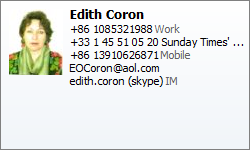 Edith Coron
+86 1085321988 Work
+33 1 45 51 05 20 Sunday Times' ...
+86 13910626871 Mobile
EOCoron@aol.com
edith.coron (skype) IM